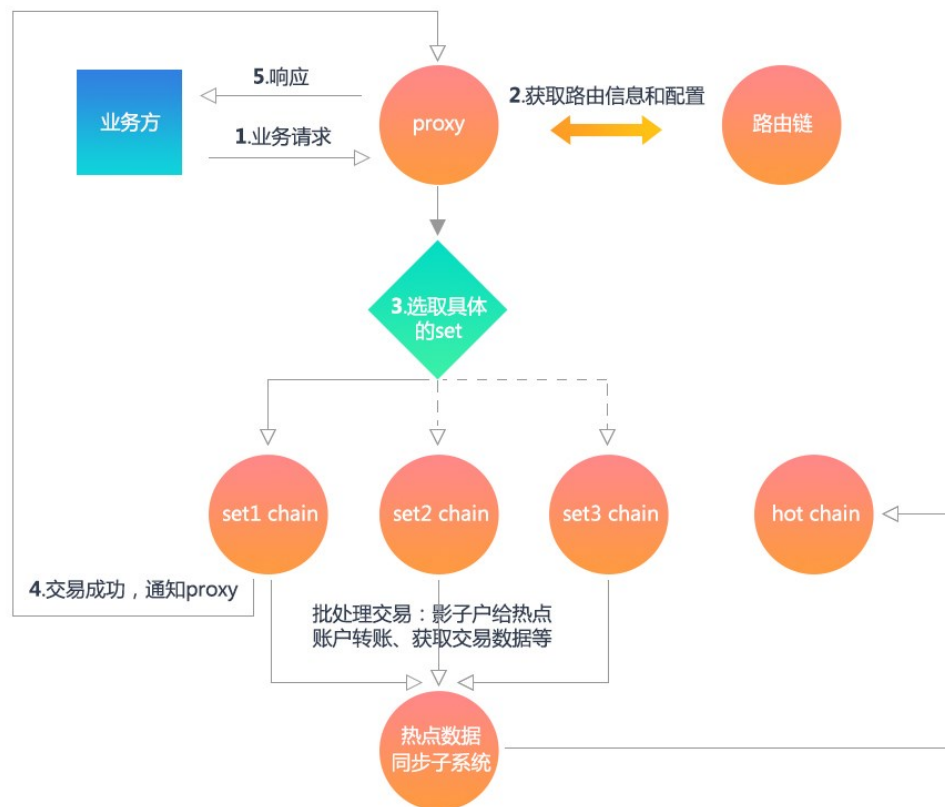 5.响应
业务方
proxy
2.获取路由信息和配置
路由链
1.业务请求
3.选取具体
的set
set1 chain
set2 chain
set3 chain
hot chain
4.交易成功，通知proxy
批处理交易：影子户给热点
账户转账、获取交易数据等
热点数据
同步子系统